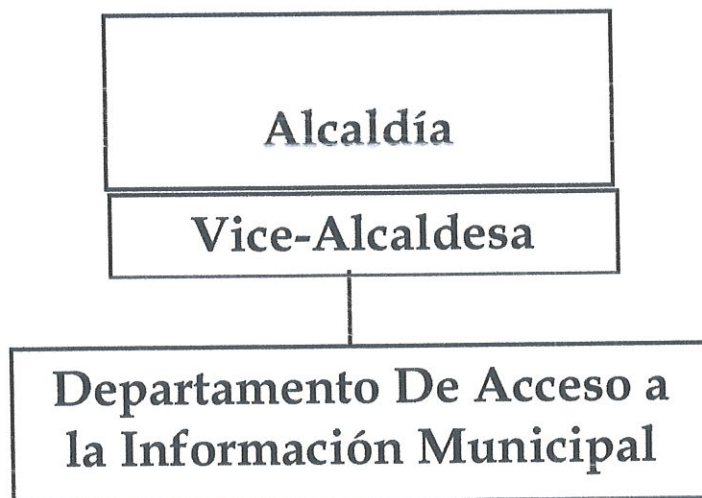 Alcaldía
Vice-Alcaldesa
Departamento De Acceso a
la Información Municipal